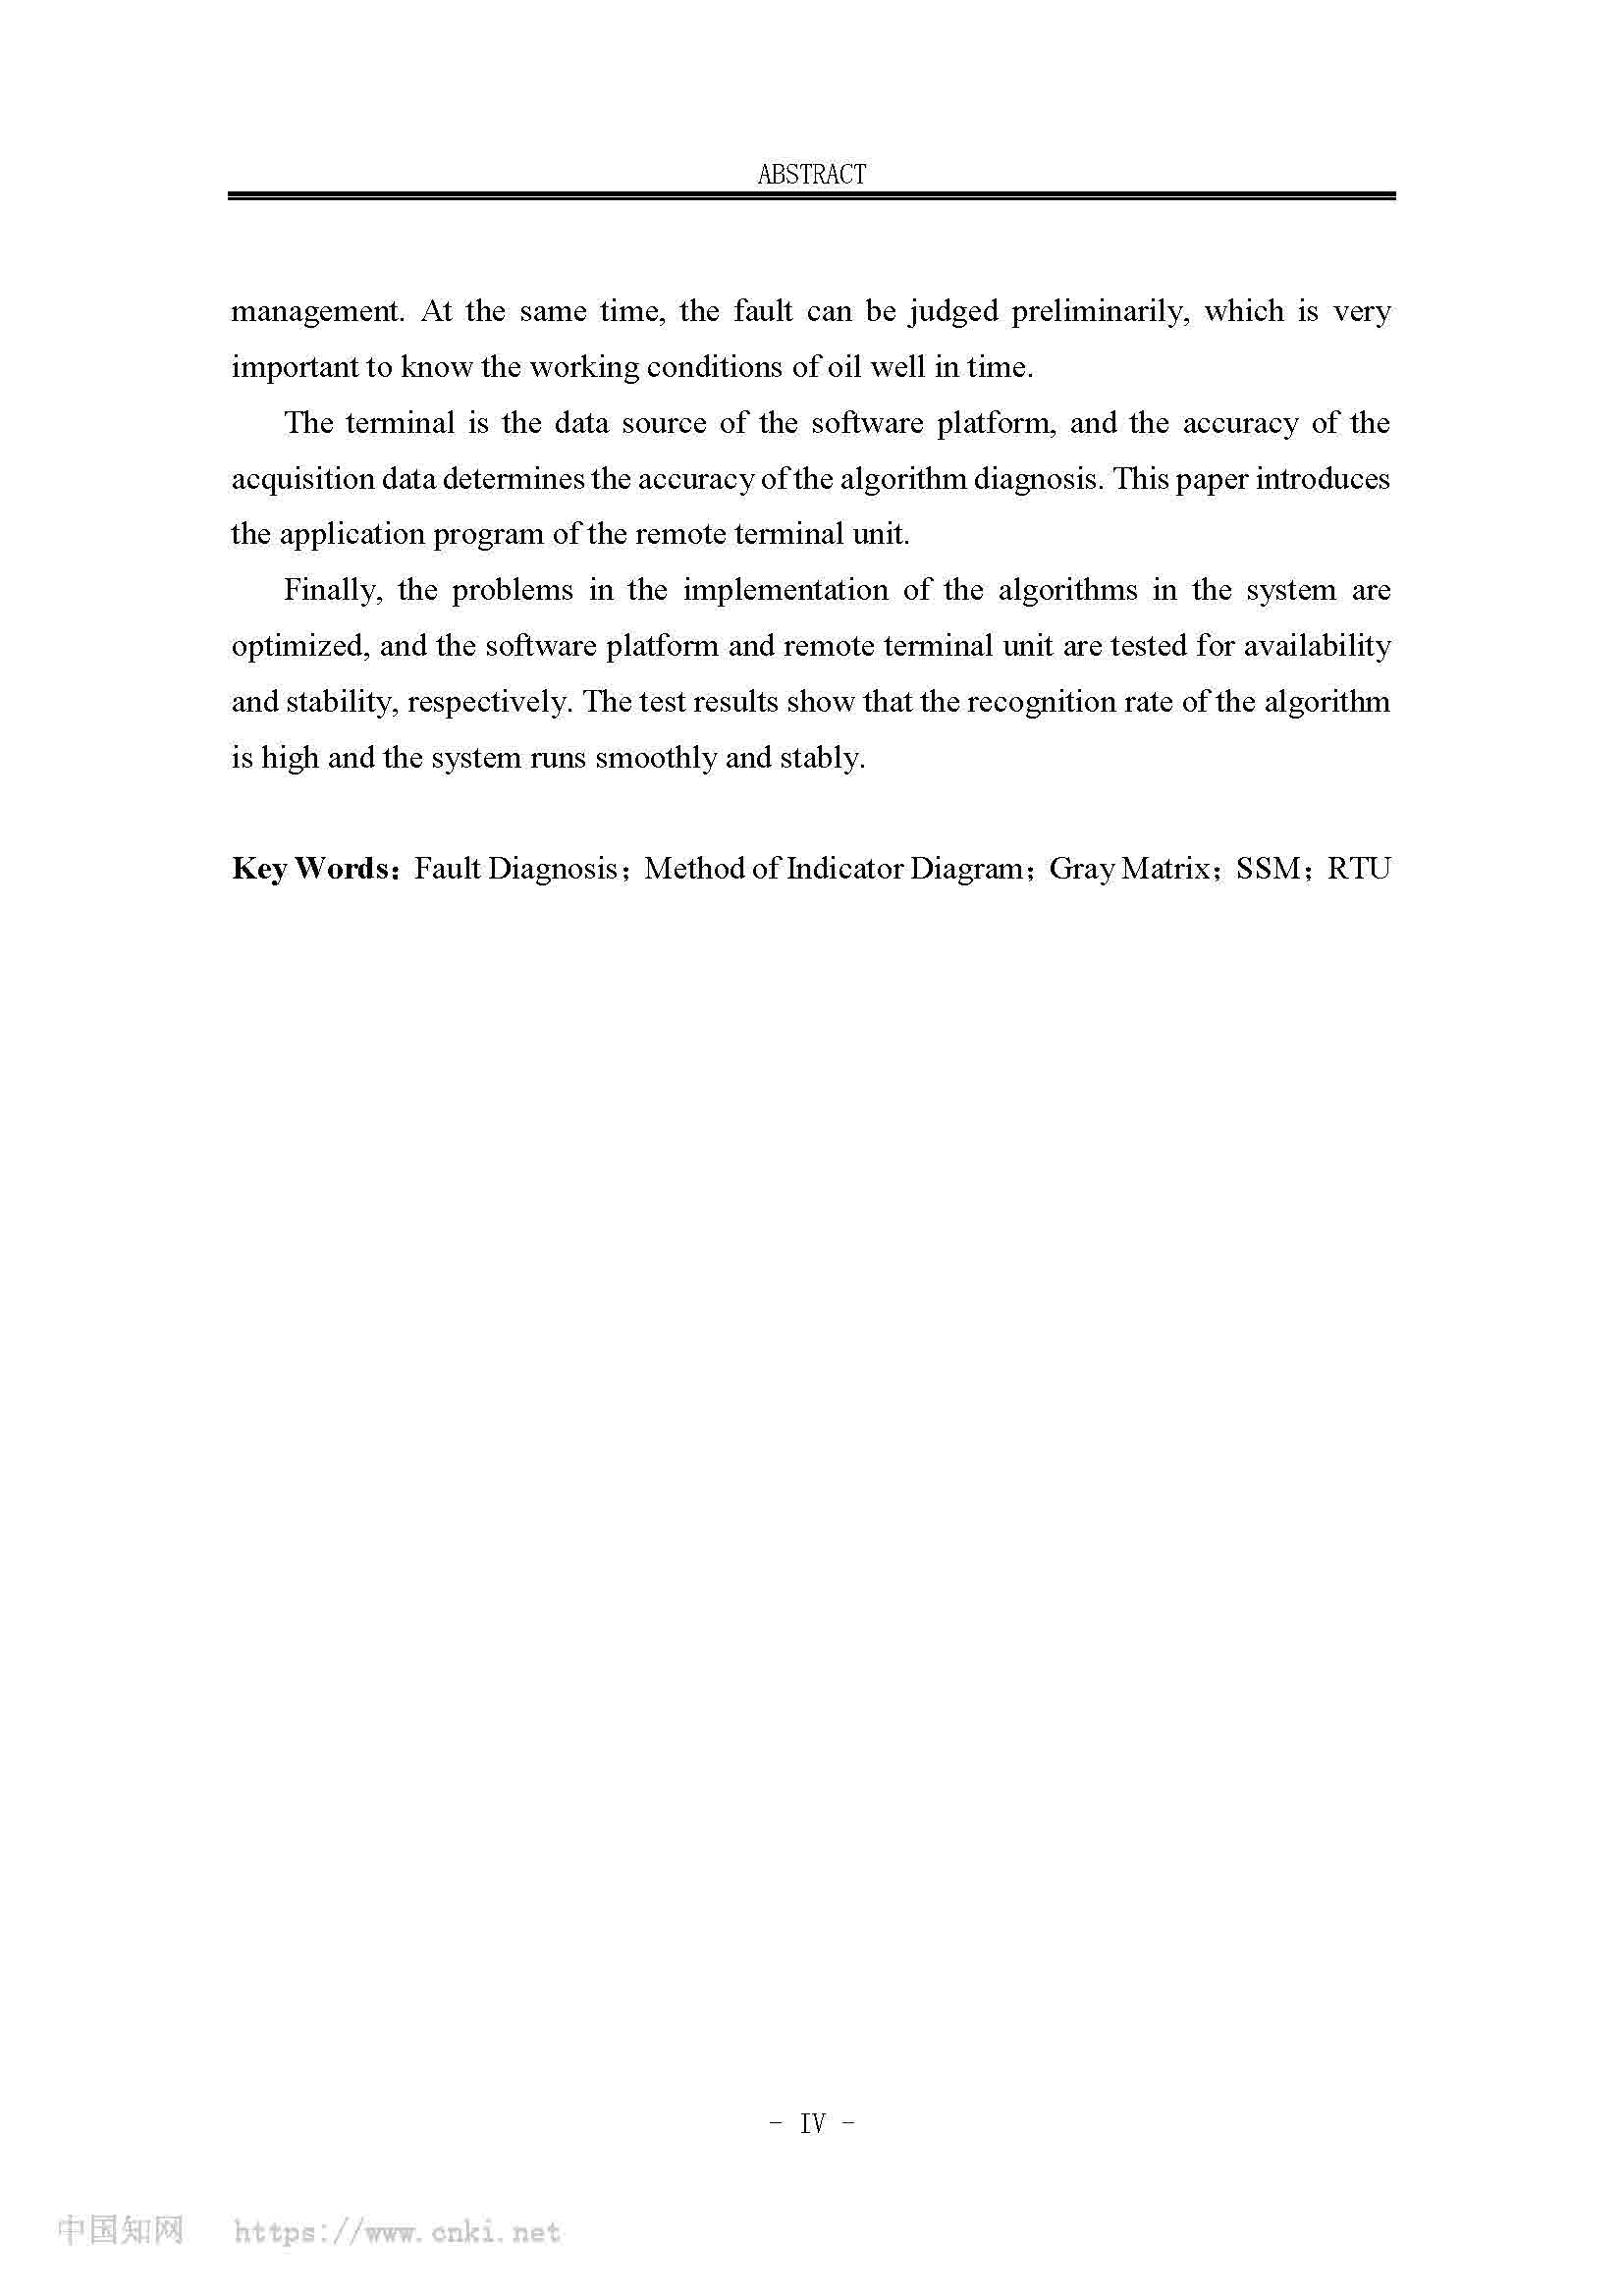 ABSTRACT
management. At the same time, the fault can be judged preliminarily, which is very
important to know the working conditions of oil well in time.
The terminal is the data source of the software platform, and the accuracy of the
acquisition data determines the accuracy of the algorithm diagnosis. This paper introduces
the application program of the remote terminal unit.
Finally, the problems in the implementation of the algorithms in the system are
optimized, and the software platform and remote terminal unit are tested for availability
and stability, respectively. The test results show that the recognition rate of the algorithm
is high and the system runs smoothly and stably.
Key Words：Fault Diagnosis；Method of Indicator Diagram；Gray Matrix；SSM；RTU
- IV -
中国知网 https://www.cnki.net